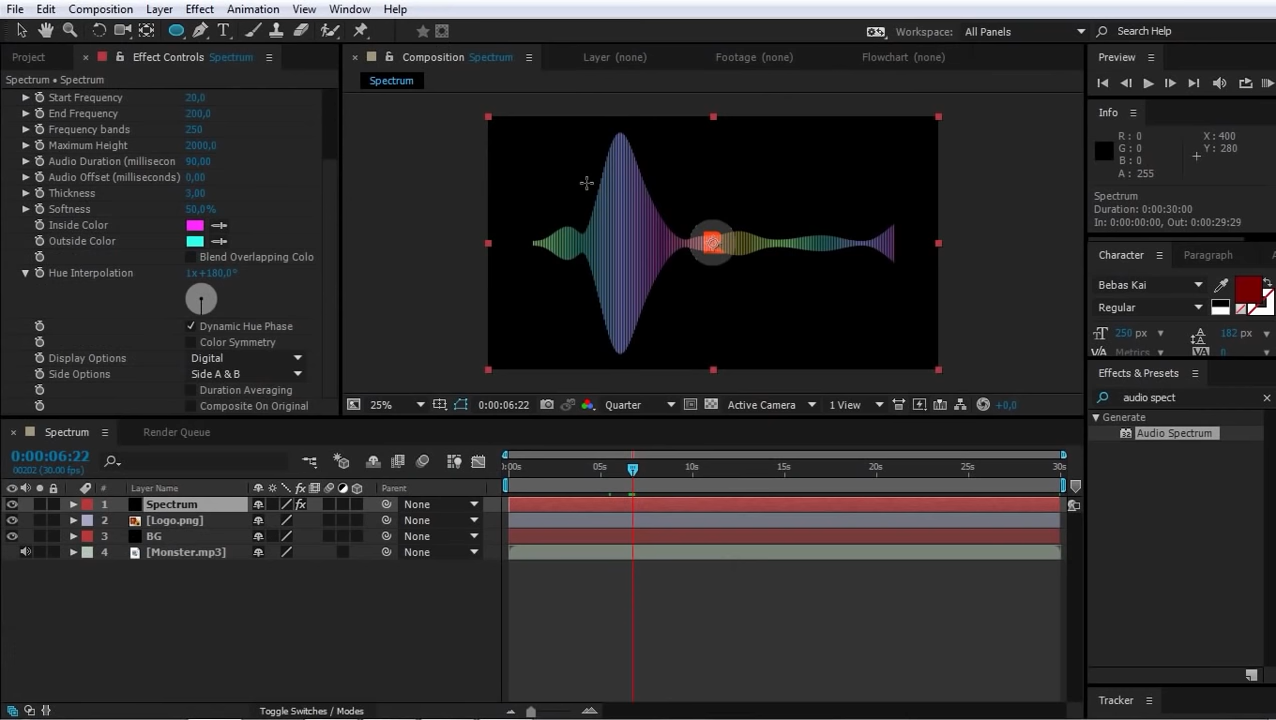 File Edit Composition Layer Effect Animation View Window Help
Workspace: All Panels Search Help
Project Effect Controls Spectrum Composition Spectrum Layer (none) Footage (none) Flowchart (none) Preview
Spectrum • Spectrum
Spectrum
Start Frequency 20,0
End Frequency 200,0
Frequency bands 250
Maximum Height 2000,0
Audio Duration (millisecon 90,00
Audio Offset (milliseconds) 0,00
Thickness 3,00
Softness 50,0%
Inside Color
Outside Color
Blend Overlapping Colo
Hue Interpolation 1x+180,0°
Dynamic Hue Phase
Color Symmetry
Display Options Digital
Side Options Side A & B
Duration Averaging
Composite On Original
25% 0:00:06:22 Quarter Active Camera 1 View +0,0
Info
R: 0 X: 400
G: 0 Y: 280
B: 0
A: 255
Spectrum
Duration: 0:00:30:00
In: 0:00:00:00, Out: 0:00:29:29
Character Paragraph
Bebas Kai
Regular
250 px 182 px
Metrics 0
Effects & Presets
audio spect
Generate
32 Audio Spectrum
Tracker
Spectrum Render Queue
0:00:06:22
00202 (30.00 fps)
0:00s 05s 10s 15s 20s 25s 30s
# Layer Name Parent
1 Spectrum fx None
2 [Logo.png] None
3 BG None
4 [Monster.mp3] None
Toggle Switches / Modes